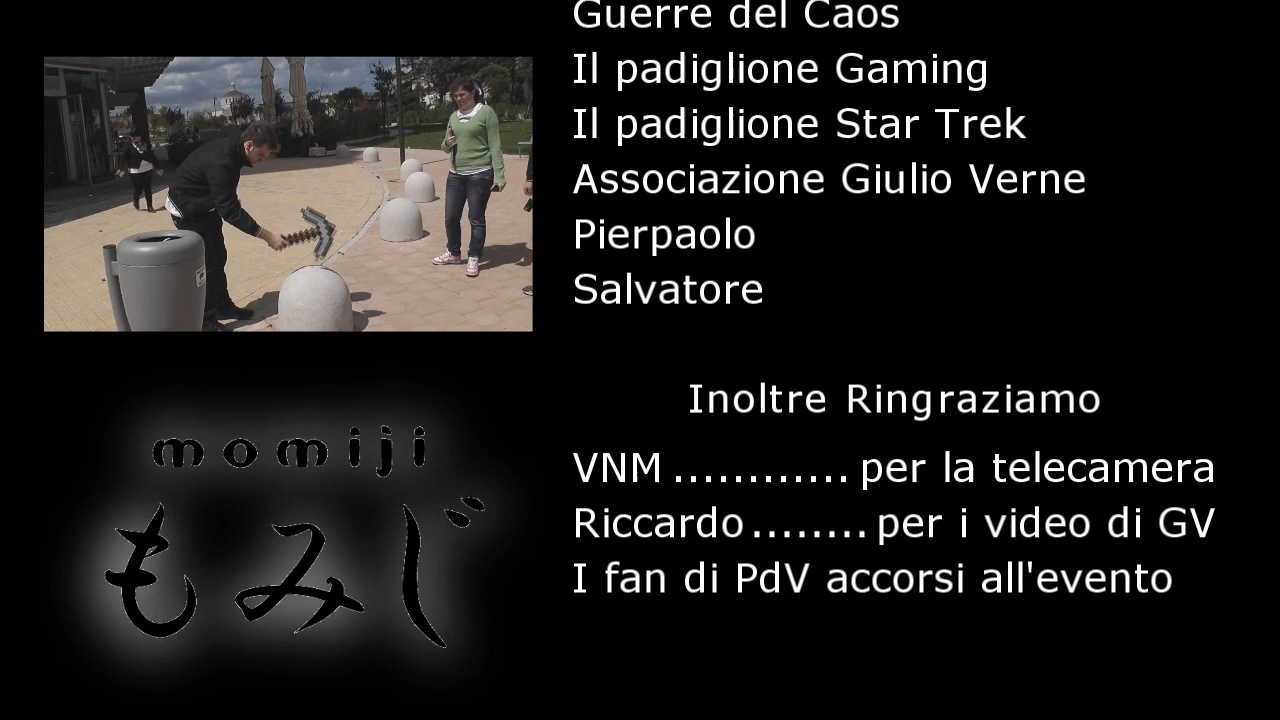 Guerre del Caos
Il padiglione Gaming
Il padiglione Star Trek
Associazione Giulio Verne
Pierpaolo
Salvatore
Inoltre Ringraziamo
VNM............per la telecamera
Riccardo........per i video di GV
I fan di PdV accorsi all'evento
momiji
もみじ